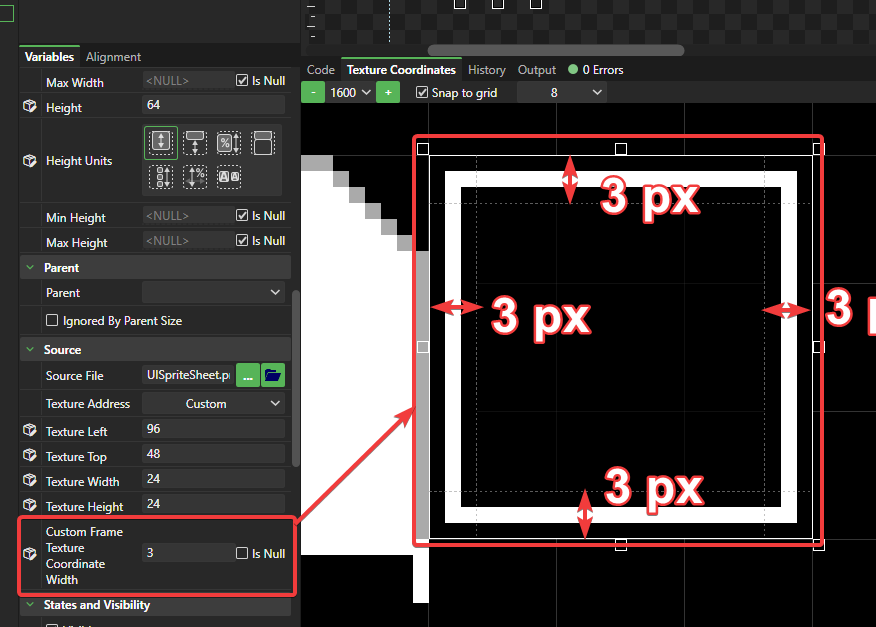 Variables Alignment
Max Width <NULL> Is Null
Height 64
Height Units
%
%
AB
Min Height <NULL> Is Null
Max Height <NULL> Is Null
Parent
Parent
Ignored By Parent Size
Source
Source File UISpriteSheet.p ...
Texture Address Custom
Texture Left 96
Texture Top 48
Texture Width 24
Texture Height 24
Custom Frame
Texture
Coordinate
Width
3 Is Null
States and Visibility
Code Texture Coordinates History Output 0 Errors
- 1600 + Snap to grid 8
3 px
3 px
3
3 px